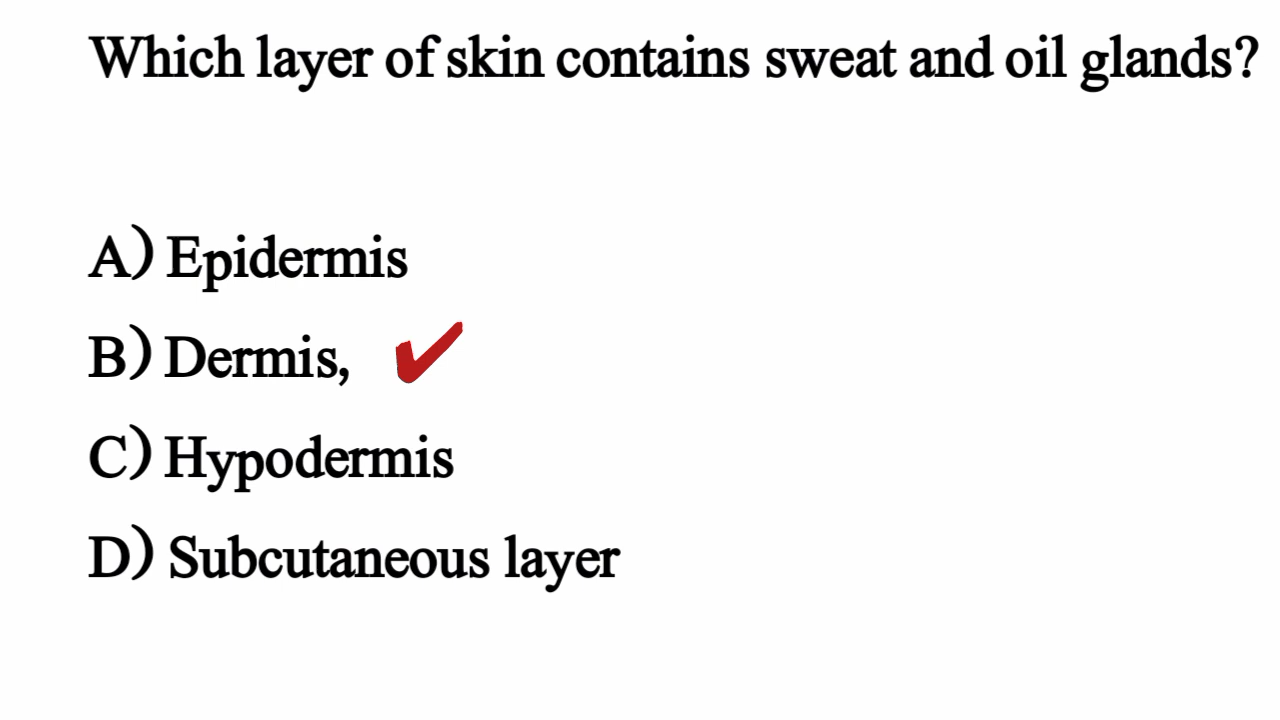 Which layer of skin contains sweat and oil glands?
A) Epidermis
B) Dermis,
C) Hypodermis
D) Subcutaneous layer